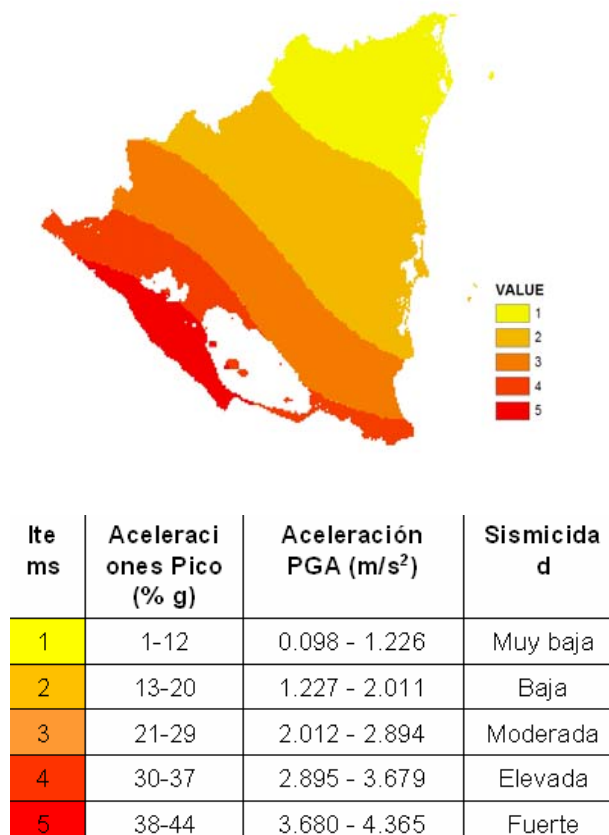 VALUE
1
2
3
4
5
Ite
ms
Aceleraci
ones Pico
(% g)
Aceleración
PGA (m/s²)
Sismicida
d
1 1-12 0.098 - 1.226 Muy baja
2 13-20 1.227 - 2.011 Baja
3 21-29 2.012 - 2.894 Moderada
4 30-37 2.895 - 3.679 Elevada
5 38-44 3.680 - 4.365 Fuerte